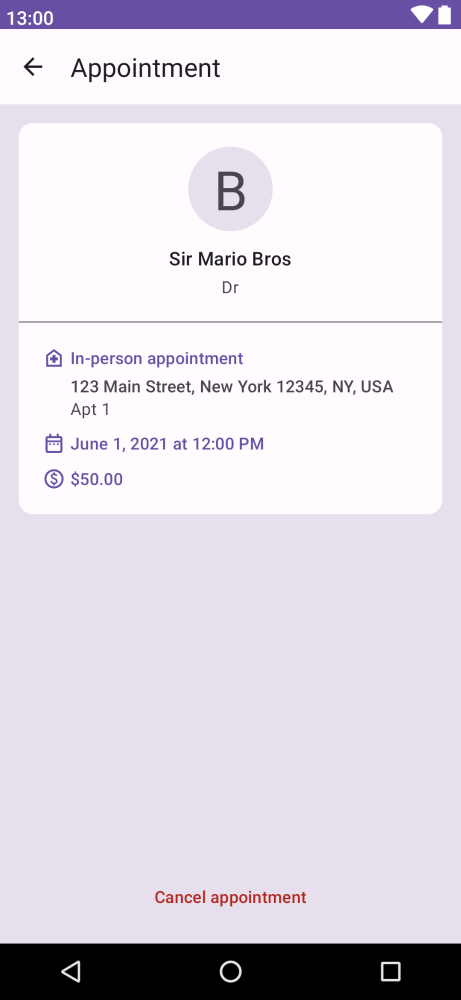 13:00
Appointment
B
Sir Mario Bros
Dr
In-person appointment
123 Main Street, New York 12345, NY, USA
Apt 1
June 1, 2021 at 12:00 PM
$50.00
Cancel appointment